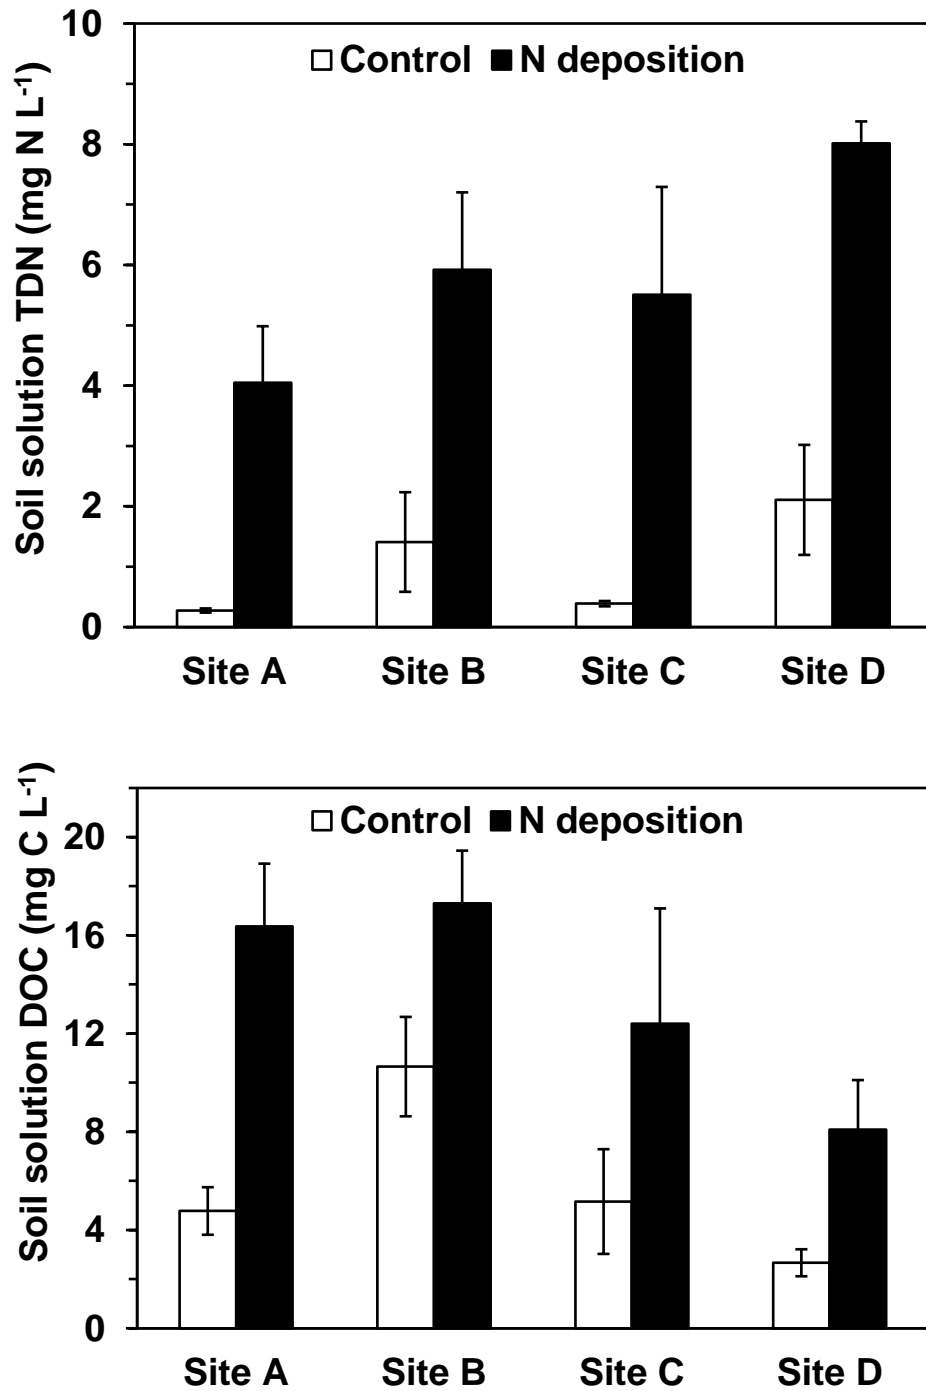 Soil solution TDN (mg N L⁻¹)
10
8
6
4
2
0
Control N deposition
Site A Site B Site C Site D
Soil solution DOC (mg C L⁻¹)
20
16
12
8
4
0
Control N deposition
Site A Site B Site C Site D